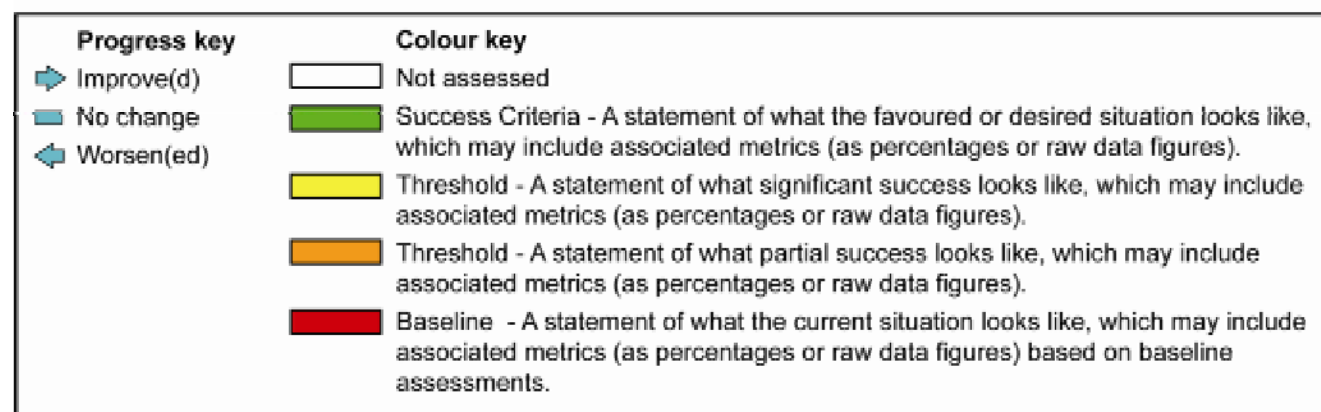 Progress key
Improve(d)
No change
Worsen(ed)
Colour key
Not assessed
Success Criteria - A statement of what the favoured or desired situation looks like,
which may include associated metrics (as percentages or raw data figures).
Threshold - A statement of what significant success looks like, which may include
associated metrics (as percentages or raw data figures).
Threshold - A statement of what partial success looks like, which may include
associated metrics (as percentages or raw data figures).
Baseline - A statement of what the current situation looks like, which may include
associated metrics (as percentages or raw data figures) based on baseline
assessments.